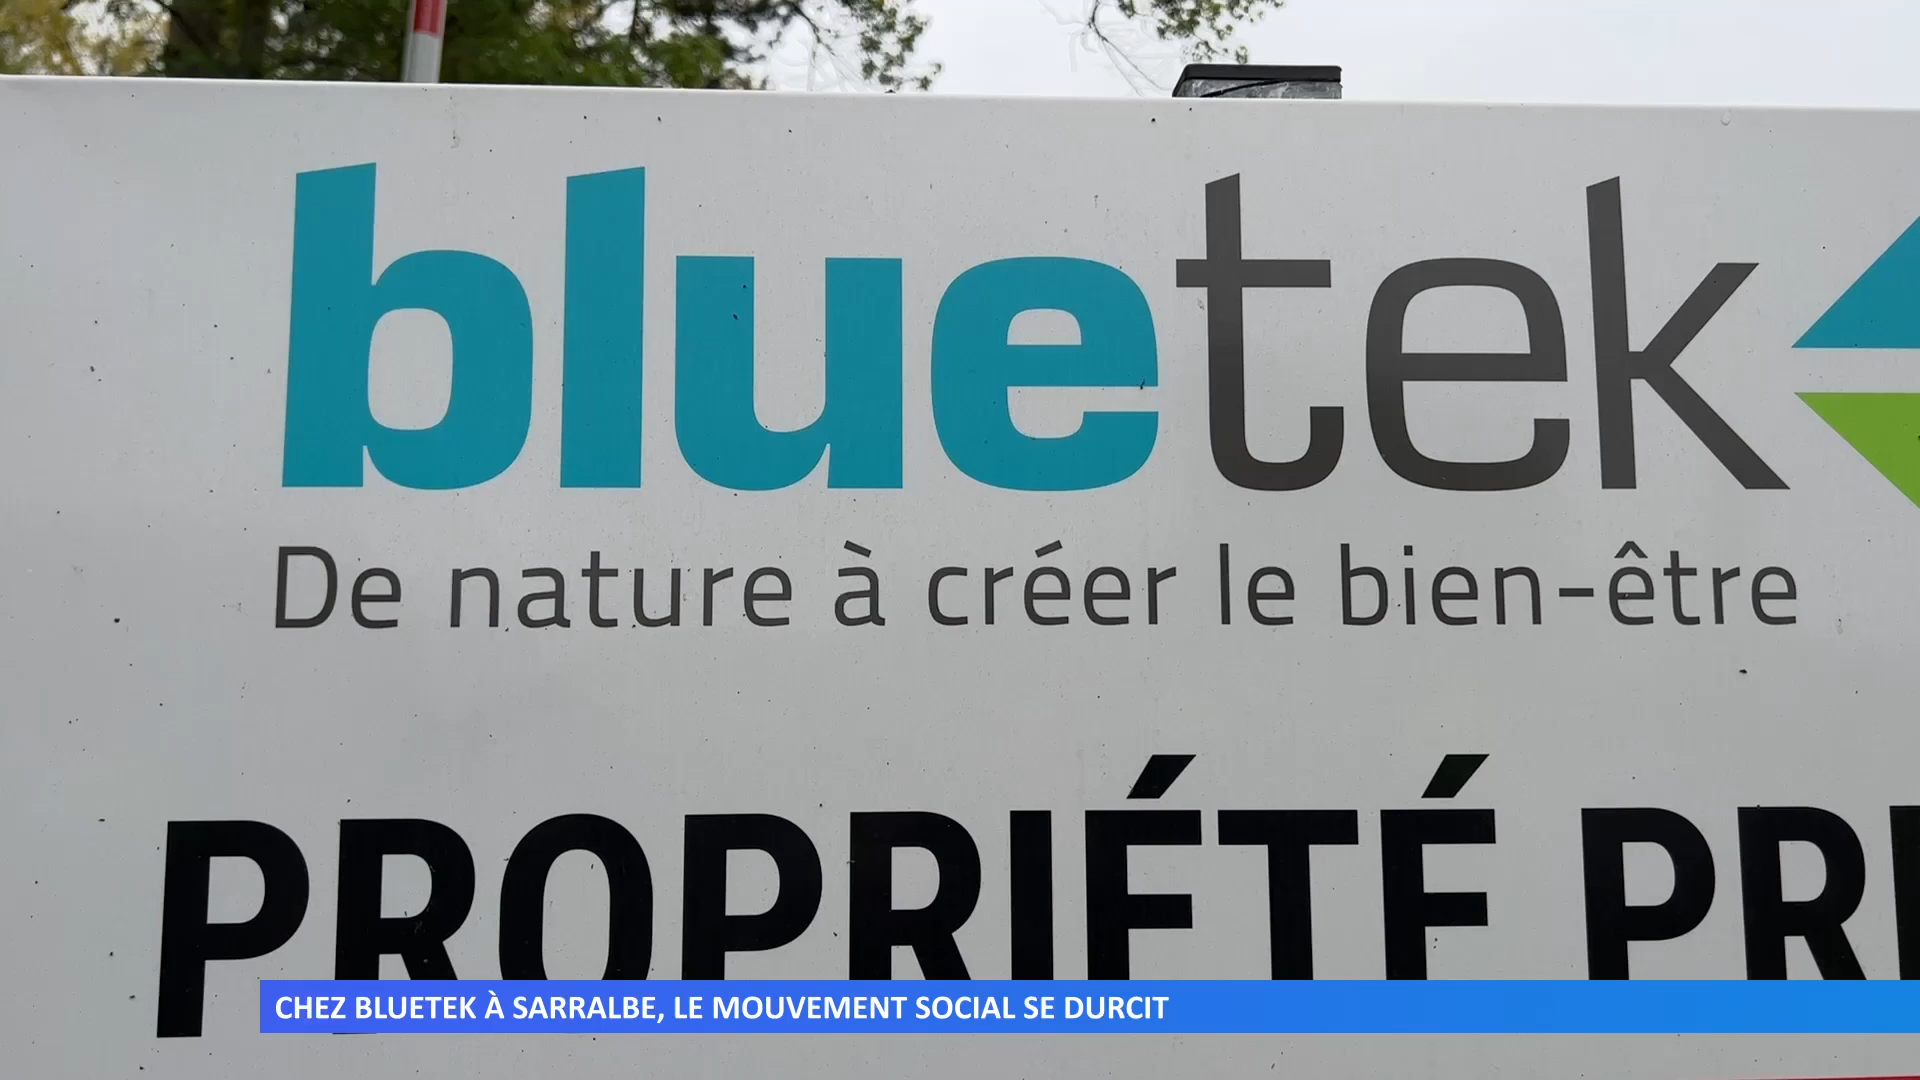 bluetek
De nature à créer le bien-être
PROPRIÉTÉ
CHEZ BLUETEK À SARRALBE, LE MOUVEMENT SOCIAL SE DURCIT